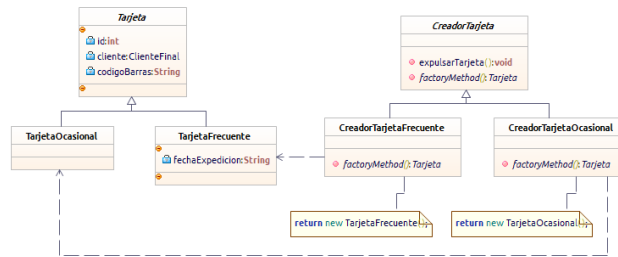 Tarjeta
id:int
cliente:ClienteFinal
codigoBarras:String
CreadorTarjeta
expulsarTarjeta():void
factoryMethod():Tarjeta
TarjetaOcasional
TarjetaFrecuente
fechaExpedicion:String
CreadorTarjetaFrecuente
factoryMethod():Tarjeta
CreadorTarjetaOcasional
factoryMethod():Tarjeta
return new TarjetaFrecuente();
return new TarjetaOcasional();